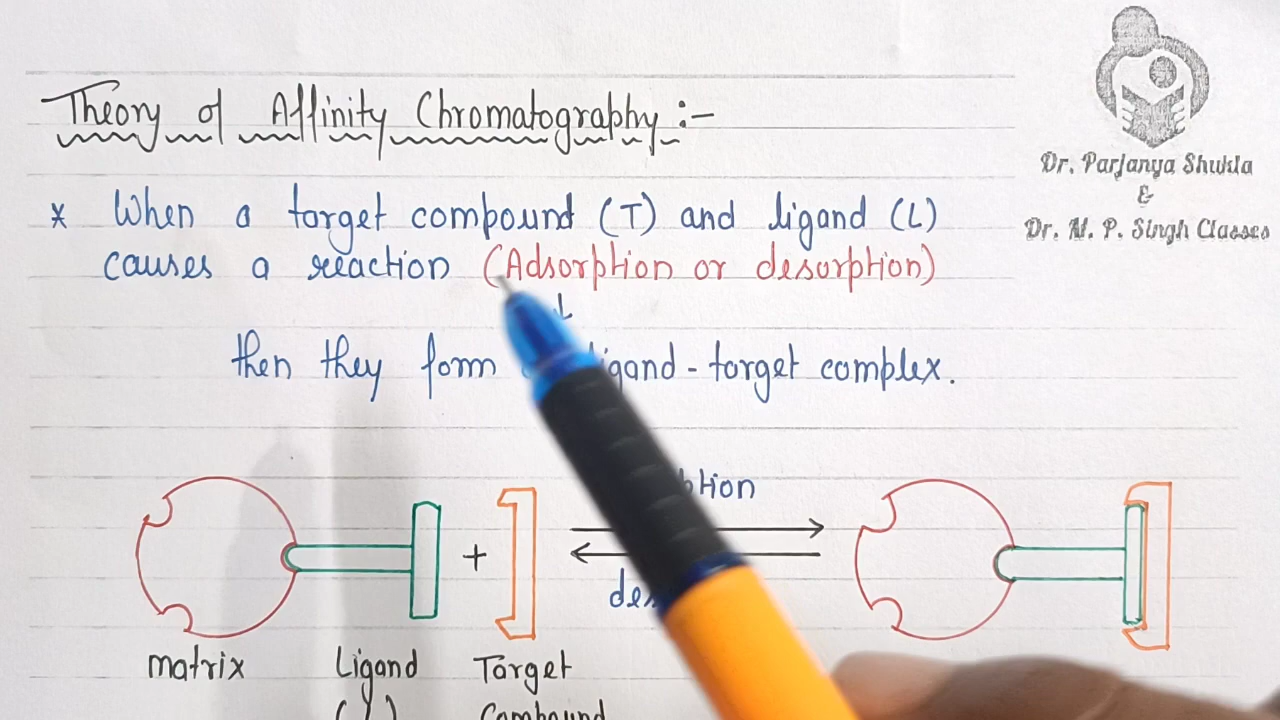 Theory of Affinity Chromatography :-
Dr. Parjanya Shukla
&
Dr. M. P. Singh Classes
* When a target compound (T) and ligand (L)
causes a reaction (Adsorption or desorption)
then they form ligand - target complex.
+
matrix Ligand Target
(L) Compound